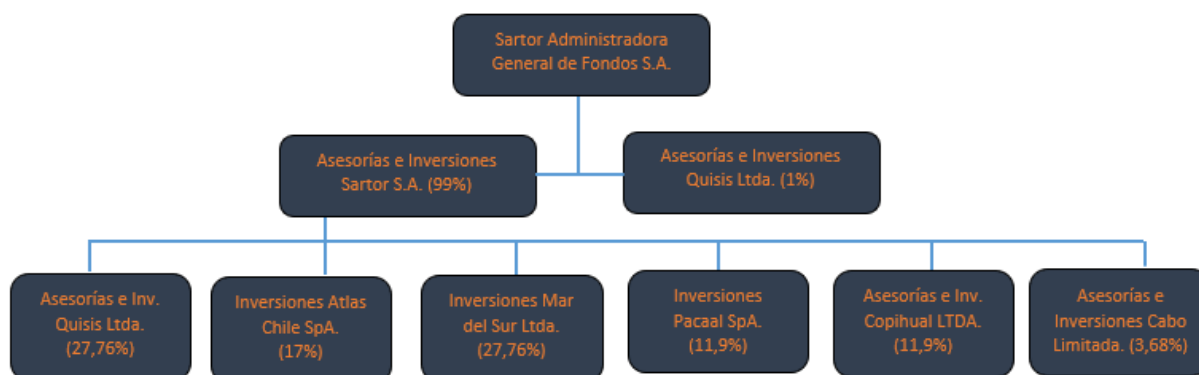 Sartor Administradora
General de Fondos S.A.
Asesorías e Inversiones
Sartor S.A. (99%)
Asesorías e Inversiones
Quisis Ltda. (1%)
Asesorías e Inv.
Quisis Ltda.
(27,76%)
Inversiones Atlas
Chile SpA.
(17%)
Inversiones Mar
del Sur Ltda.
(27,76%)
Inversiones
Pacaal SpA.
(11,9%)
Asesorías e Inv.
Copihual LTDA.
(11,9%)
Asesorías e
Inversiones Cabo
Limitada. (3,68%)